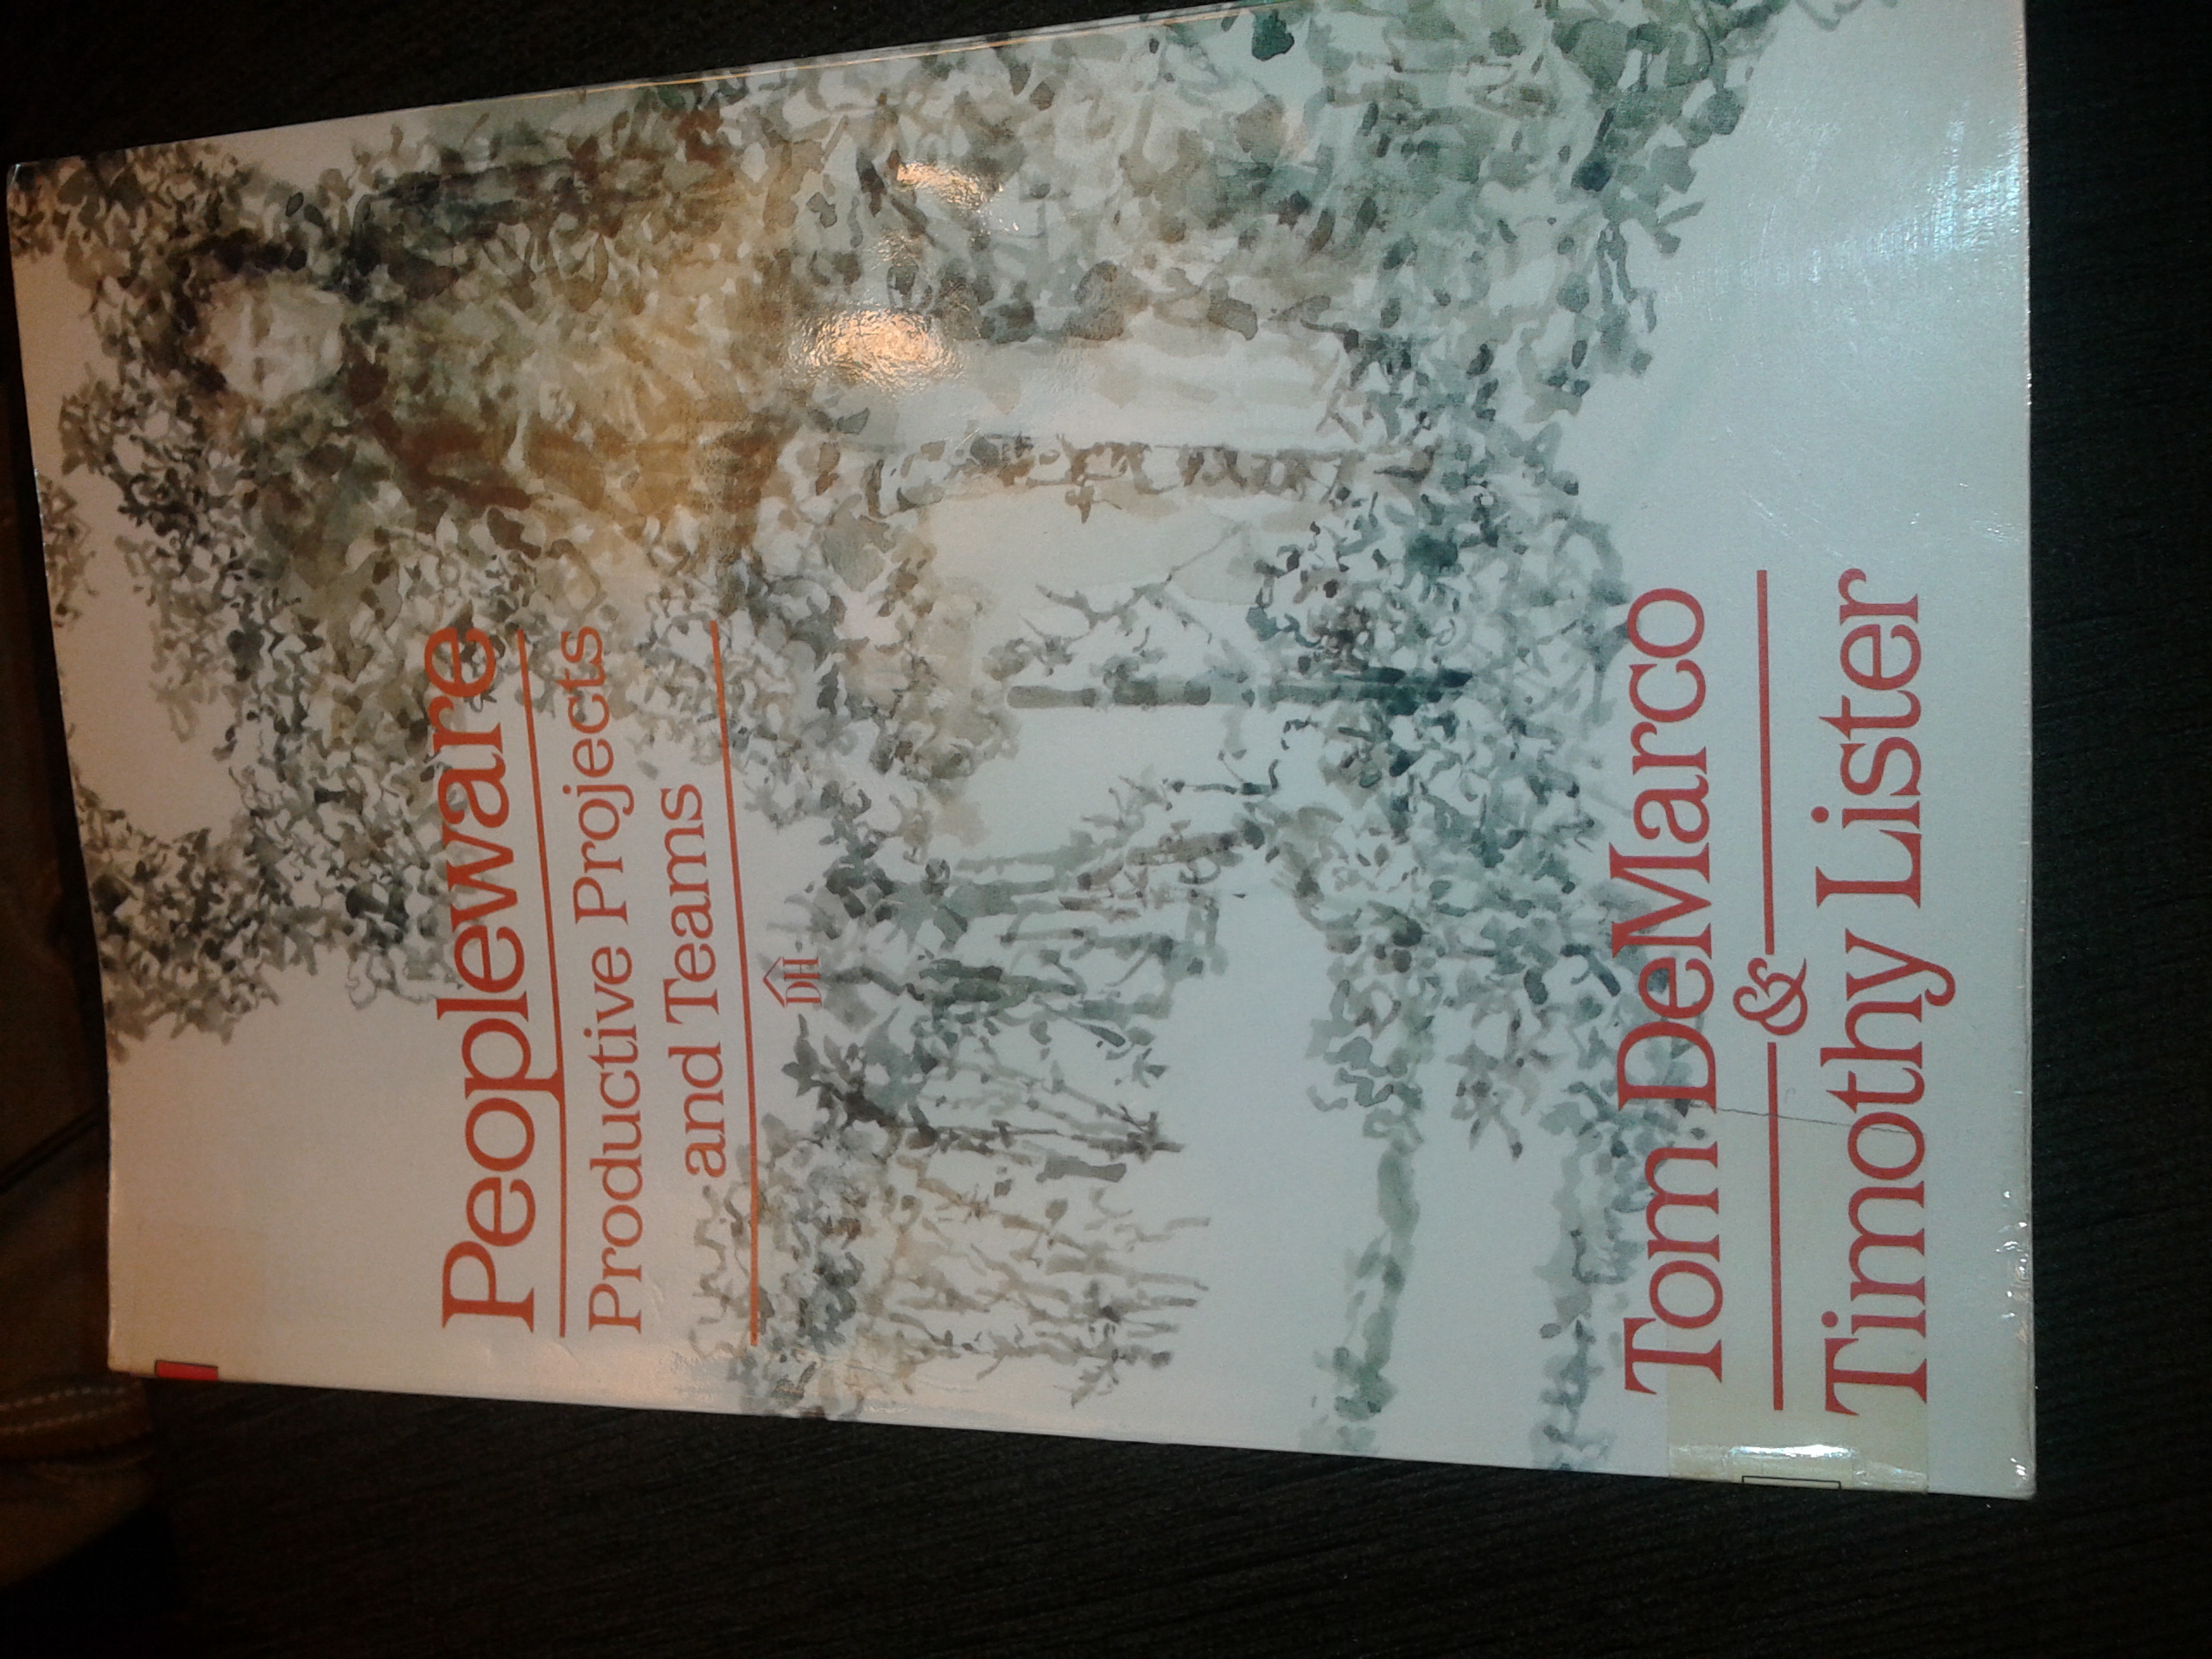 Peopleware
Productive Projects
and Teams
DH
Tom DeMarco
&
Timothy Lister